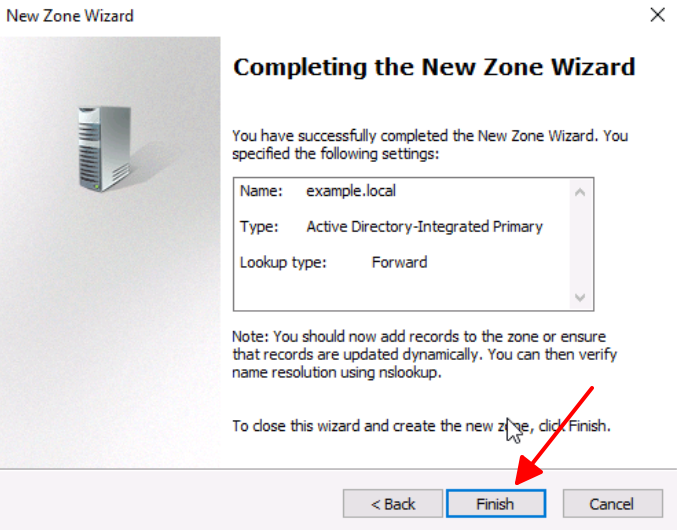 New Zone Wizard
Completing the New Zone Wizard
You have successfully completed the New Zone Wizard. You
specified the following settings:
Name: example.local
Type: Active Directory-Integrated Primary
Lookup type: Forward
Note: You should now add records to the zone or ensure
that records are updated dynamically. You can then verify
name resolution using nslookup.
To close this wizard and create the new zone, click Finish.
< Back
Finish
Cancel